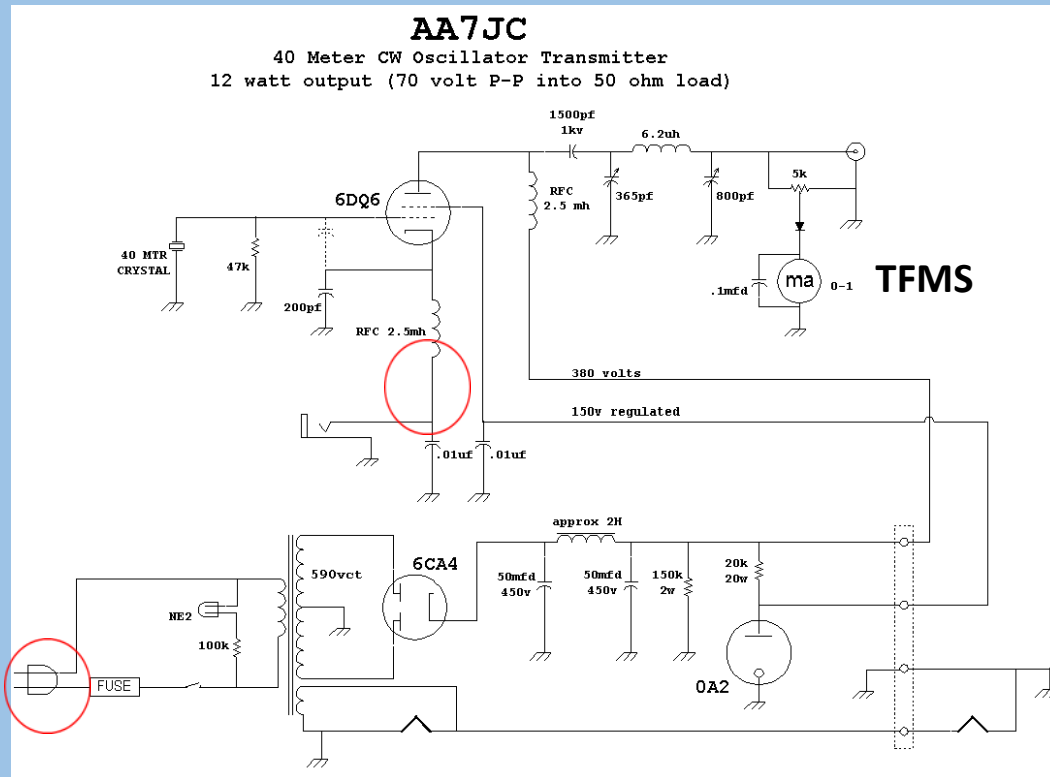 AA7JC
40 Meter CW Oscillator Transmitter
12 watt output (70 volt P-P into 50 ohm load)
1500pf
1kv
6.2uh
5k
6DQ6
RFC
2.5 mh
365pf
800pf
40 MTR
CRYSTAL
47k
200pf
RFC 2.5mh
.1mfd
ma
0-1
TFMS
380 volts
150v regulated
.01uf
.01uf
approx 2H
590vct
6CA4
50mfd
450v
50mfd
450v
150k
2w
20k
20w
NE2
100k
FUSE
0A2